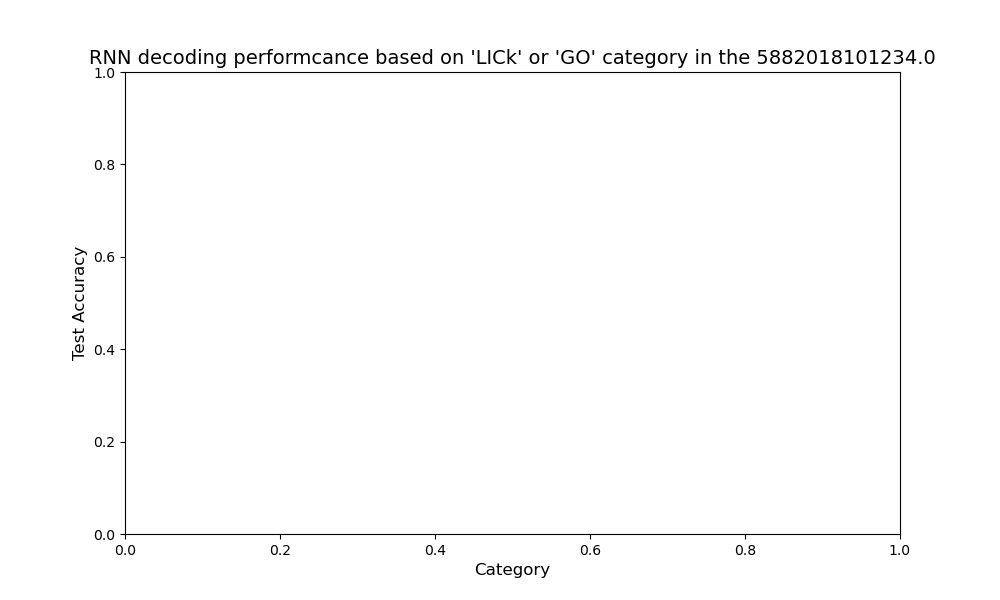 RNN decoding performcance based on 'LICk' or 'GO' category in the 5882018101234.0
1.0
0.8
0.6
0.4
0.2
0.0
Test Accuracy
0.0 0.2 0.4 0.6 0.8 1.0
Category